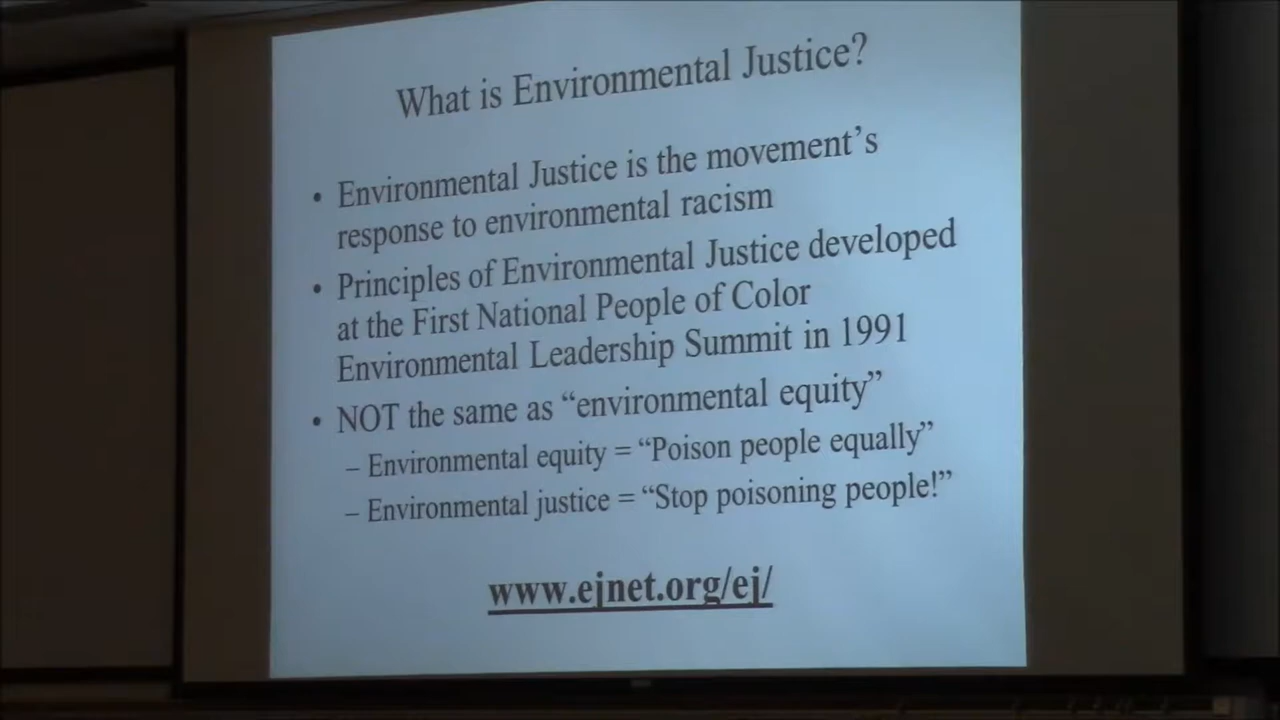 What is Environmental Justice?
• Environmental Justice is the movement's
response to environmental racism
• Principles of Environmental Justice developed
at the First National People of Color
Environmental Leadership Summit in 1991
• NOT the same as “environmental equity”
– Environmental equity = “Poison people equally”
– Environmental justice = “Stop poisoning people!”
www.ejnet.org/ej/